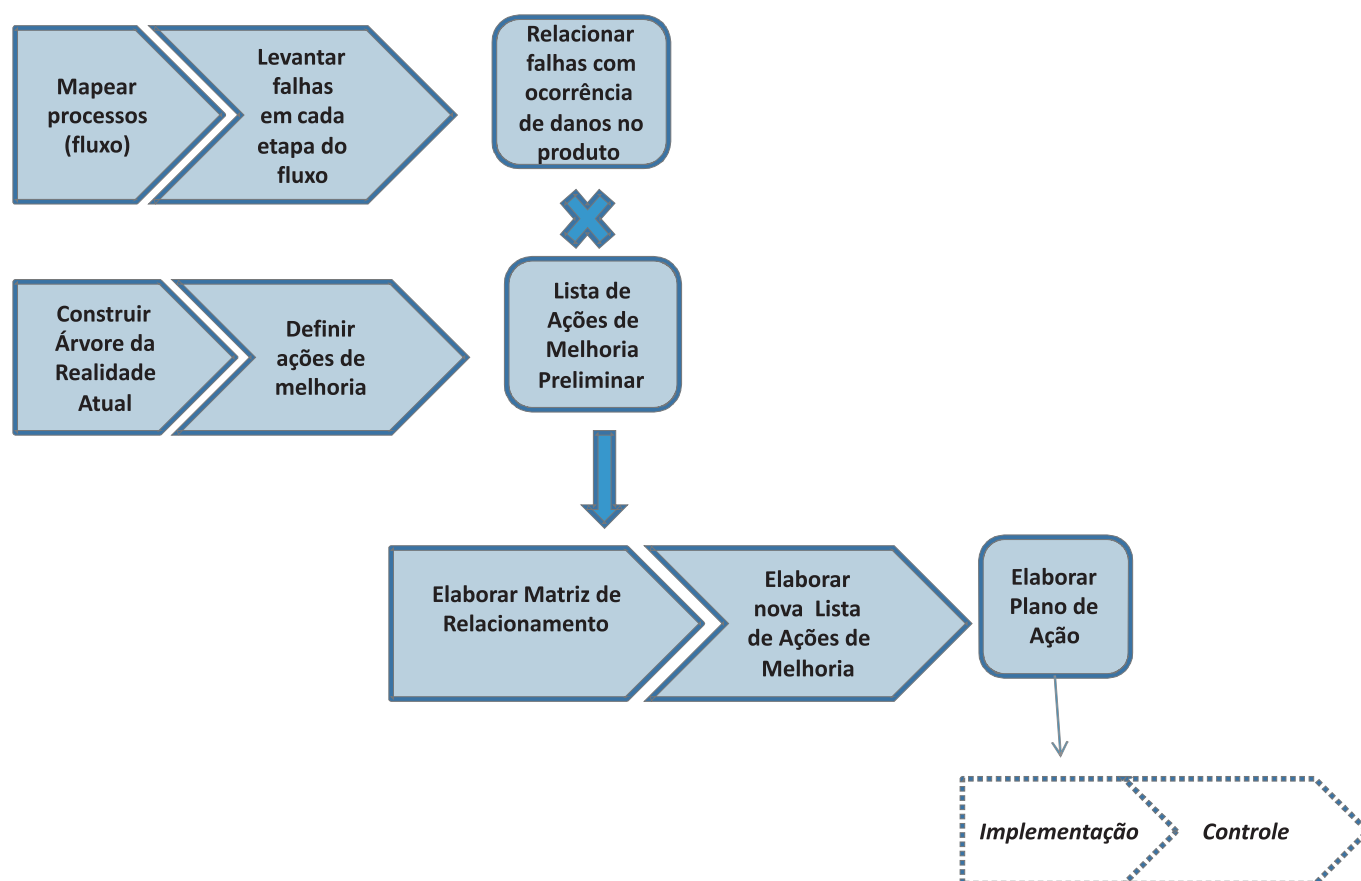 Mapear
processos
(fluxo)
Levantar
falhas
em cada
etapa do
fluxo
Relacionar
falhas com
ocorrência
de danos no
produto
Construir
Árvore da
Realidade
Atual
Definir
ações de
melhoria
Lista de
Ações de
Melhoria
Preliminar
Elaborar Matriz de
Relacionamento
Elaborar
nova Lista
de Ações de
Melhoria
Elaborar
Plano de
Ação
Implementação
Controle